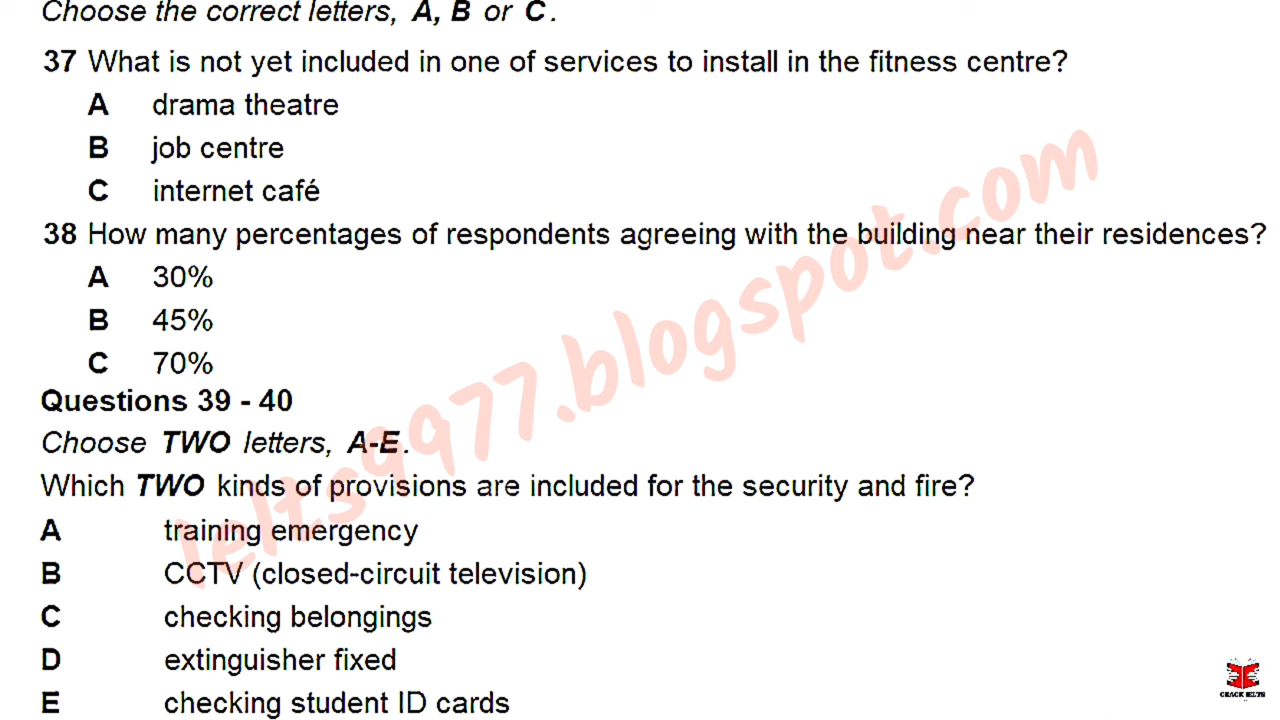 Choose the correct letters, A, B or C.
37 What is not yet included in one of services to install in the fitness centre?
A drama theatre
B job centre
C internet café
38 How many percentages of respondents agreeing with the building near their residences?
A 30%
B 45%
C 70%
Questions 39 - 40
Choose TWO letters, A-E.
Which TWO kinds of provisions are included for the security and fire?
A training emergency
B CCTV (closed-circuit television)
C checking belongings
D extinguisher fixed
E checking student ID cards
Ielts9977.blogspot.com
CRACK IELTS